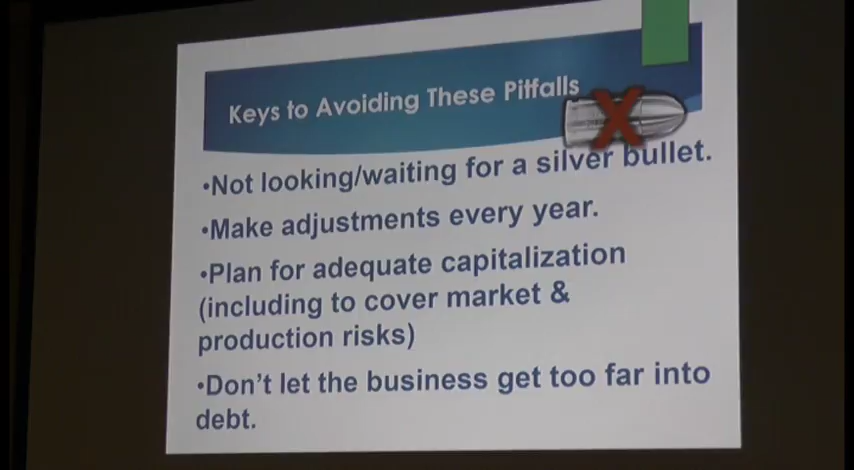 Keys to Avoiding These Pitfalls
•Not looking/waiting for a silver bullet.
•Make adjustments every year.
•Plan for adequate capitalization
(including to cover market &
production risks)
•Don't let the business get too far into
debt.